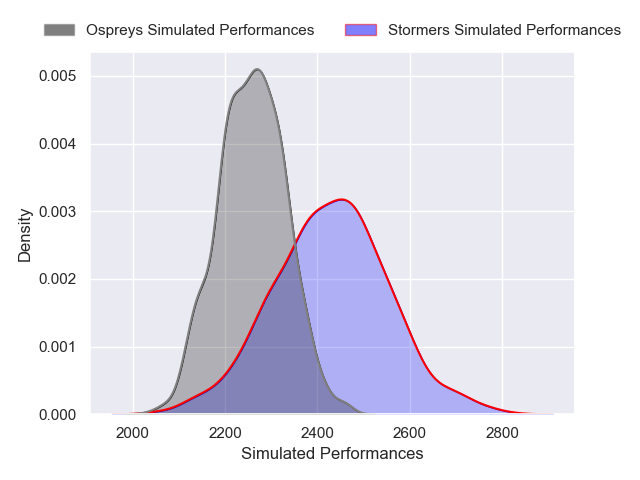 Ospreys Simulated Performances Stormers Simulated Performances
0.005
0.004
0.003
0.002
0.001
0.000
Density
2000 2200 2400 2600 2800
Simulated Performances